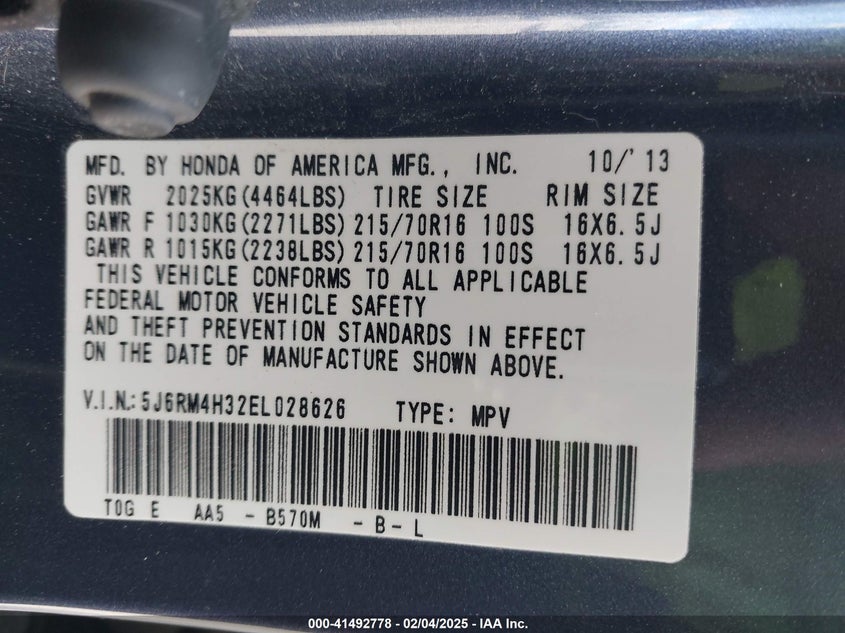 MFD. BY HONDA OF AMERICA MFG., INC. 10/'13
GVWR 2025KG(4464LBS) TIRE SIZE RIM SIZE
GAWR F 1030KG(2271LBS) 215/70R16 100S 16X6.5J
GAWR R 1015KG(2238LBS) 215/70R16 100S 16X6.5J
THIS VEHICLE CONFORMS TO ALL APPLICABLE
FEDERAL MOTOR VEHICLE SAFETY
AND THEFT PREVENTION STANDARDS IN EFFECT
ON THE DATE OF MANUFACTURE SHOWN ABOVE.
V.I.N.: 5J6RM4H32EL028626 TYPE: MPV
TOG E AA5 - B570M - B - L
000-41492778 - 02/04/2025 - IAA Inc.